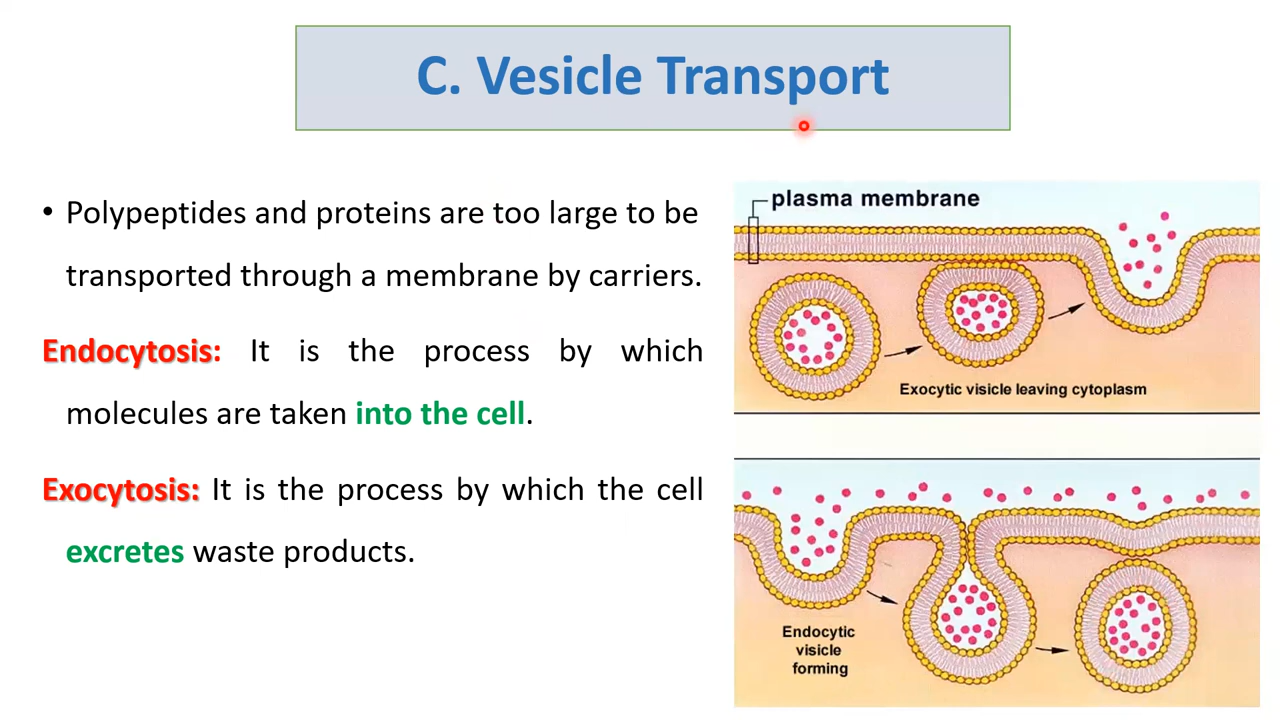 C. Vesicle Transport
• Polypeptides and proteins are too large to be
transported through a membrane by carriers.
Endocytosis: It is the process by which
molecules are taken into the cell.
Exocytosis: It is the process by which the cell
excretes waste products.
plasma membrane
Exocytic visicle leaving cytoplasm
Endocytic
visicle
forming